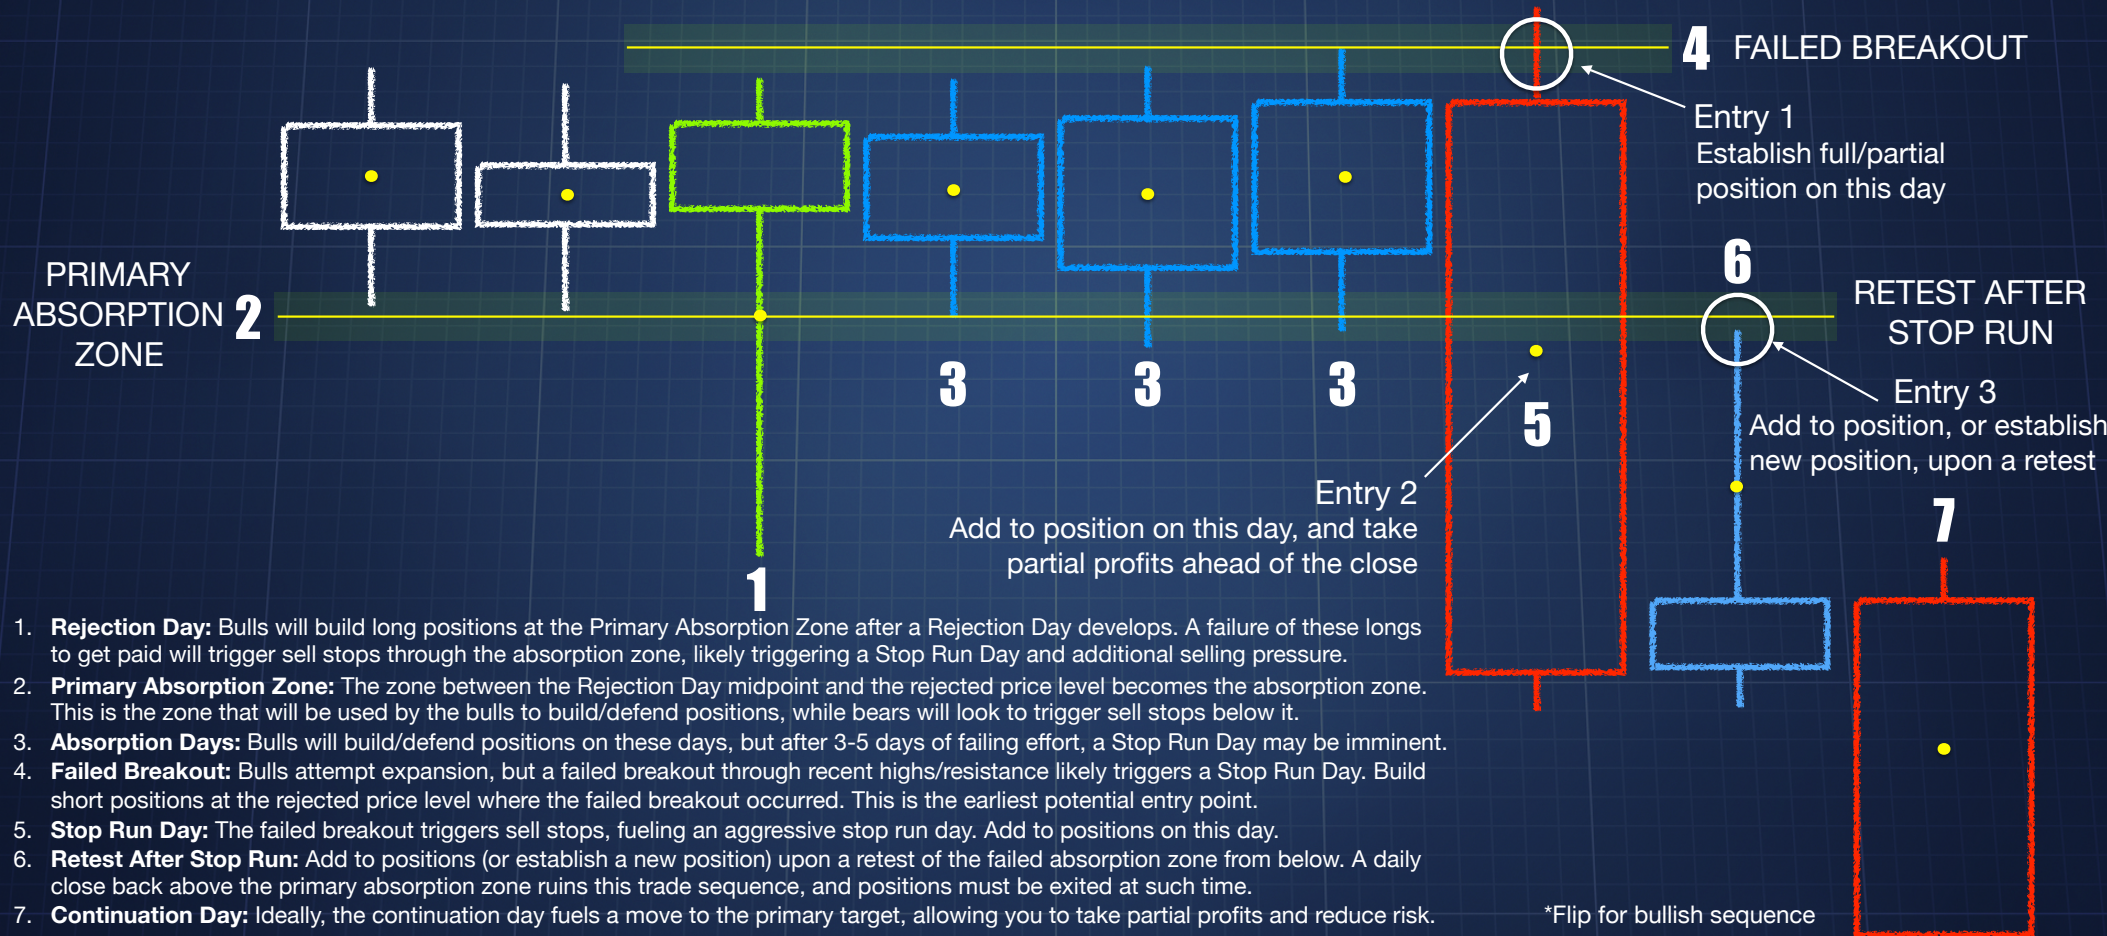 4 FAILED BREAKOUT
Entry 1
Establish full/partial
position on this day
PRIMARY
ABSORPTION
ZONE
2
6
RETEST AFTER
STOP RUN
3
3
3
5
Entry 3
Add to position, or establish
new position, upon a retest
Entry 2
Add to position on this day, and take
partial profits ahead of the close
7
1
1. Rejection Day: Bulls will build long positions at the Primary Absorption Zone after a Rejection Day develops. A failure of these longs
to get paid will trigger sell stops through the absorption zone, likely triggering a Stop Run Day and additional selling pressure.
2. Primary Absorption Zone: The zone between the Rejection Day midpoint and the rejected price level becomes the absorption zone.
This is the zone that will be used by the bulls to build/defend positions, while bears will look to trigger sell stops below it.
3. Absorption Days: Bulls will build/defend positions on these days, but after 3-5 days of failing effort, a Stop Run Day may be imminent.
4. Failed Breakout: Bulls attempt expansion, but a failed breakout through recent highs/resistance likely triggers a Stop Run Day. Build
short positions at the rejected price level where the failed breakout occurred. This is the earliest potential entry point.
5. Stop Run Day: The failed breakout triggers sell stops, fueling an aggressive stop run day. Add to positions on this day.
6. Retest After Stop Run: Add to positions (or establish a new position) upon a retest of the failed absorption zone from below. A daily
close back above the primary absorption zone ruins this trade sequence, and positions must be exited at such time.
7. Continuation Day: Ideally, the continuation day fuels a move to the primary target, allowing you to take partial profits and reduce risk.
*Flip for bullish sequence